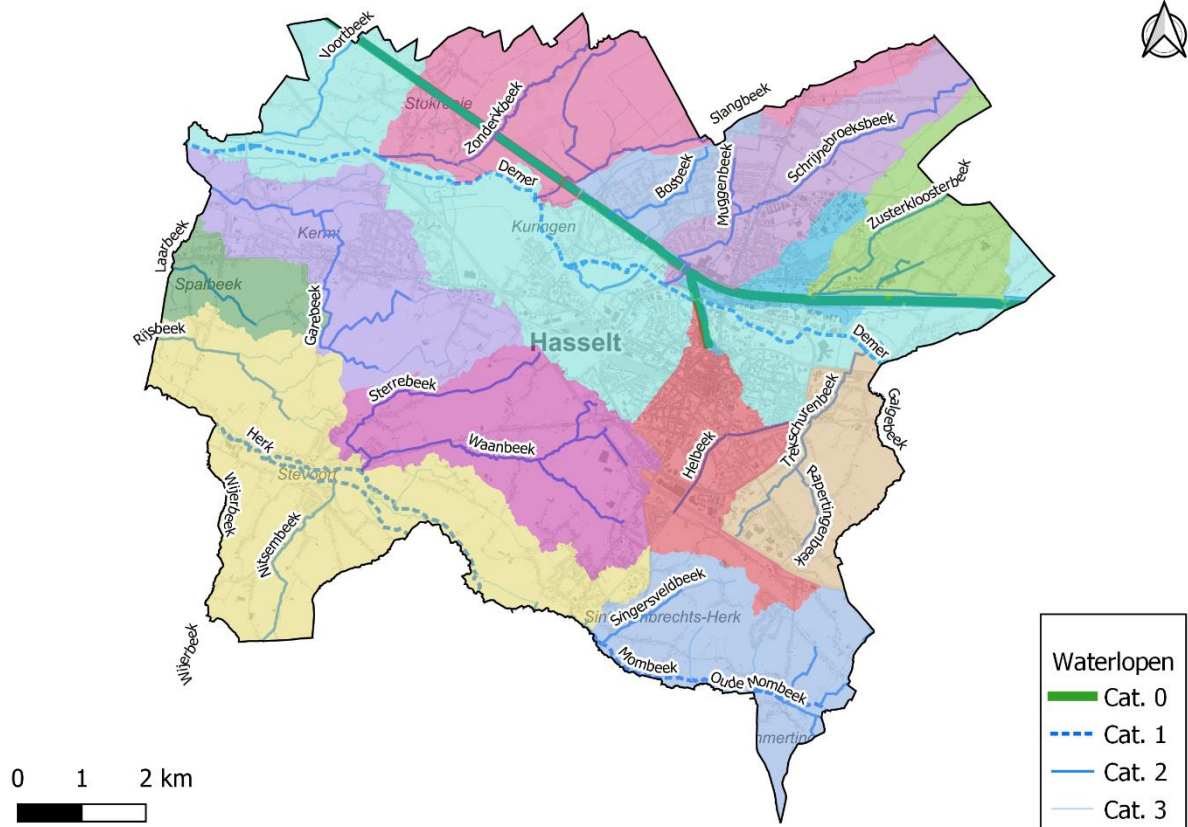 Voortbeek
Stokrooie
Zondervkbeek
Slangbeek
Schrijnebroeksbeek
Demer
Bosbeek
Muggenbeek
Zusterkloosterbeek
Laarbeek
Kermt
Kuringen
Spalbeek
Garebeek
Rijsbeek
Hasselt
Demer
Sterrebeek
Galgebeek
Trekschurenbeek
Herk
Waanbeek
Helbeek
Rapertingenbeek
Stevoort
Wijerbeek
Nitsembeek
Singersveldbeek
Wijerbeek
Mombeek
Oude Mombeek
Waterlopen
Cat. 0
Cat. 1
Cat. 2
Cat. 3
0 1 2 km